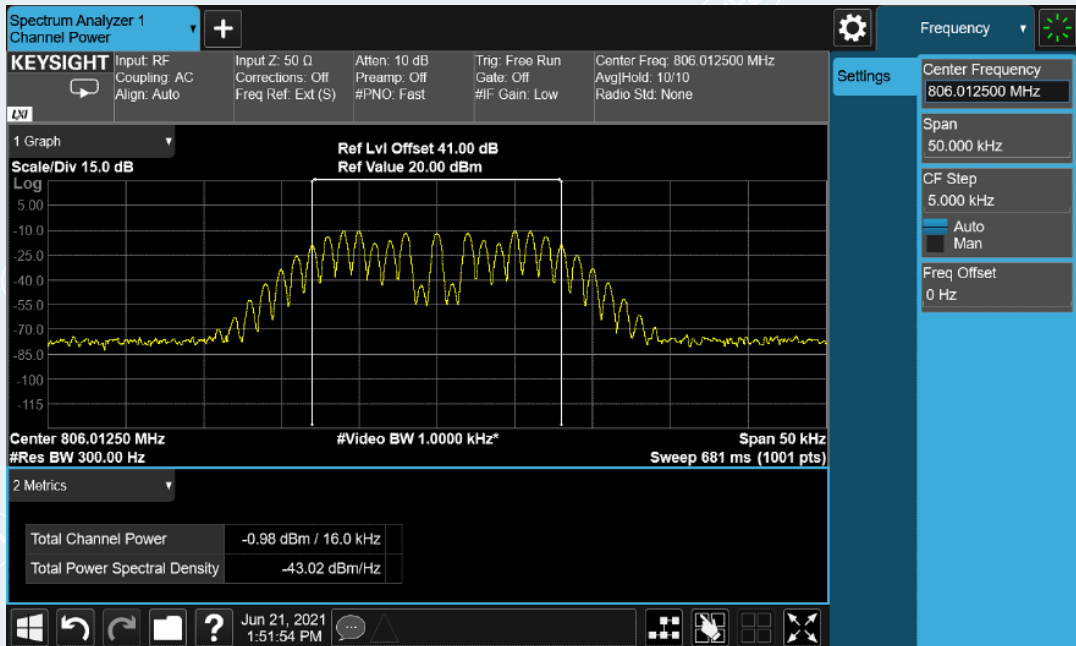 Spectrum Analyzer 1
Channel Power
Frequency
KEYSIGHT
Input: RF
Coupling: AC
Align: Auto
Input Z: 50 Ω
Corrections: Off
Freq Ref: Ext (S)
Atten: 10 dB
Preamp: Off
#PNO: Fast
Trig: Free Run
Gate: Off
#IF Gain: Low
Center Freq: 806.012500 MHz
Avg|Hold: 10/10
Radio Std: None
LXI
Settings
Center Frequency
806.012500 MHz
Span
50.000 kHz
CF Step
5.000 kHz
Auto
Man
Freq Offset
0 Hz
1 Graph
Scale/Div 15.0 dB
Ref Lvl Offset 41.00 dB
Ref Value 20.00 dBm
Log
5.00
-10.0
-25.0
-40.0
-55.0
-70.0
-85.0
-100
-115
Center 806.01250 MHz
#Video BW 1.0000 kHz*
Span 50 kHz
#Res BW 300.00 Hz
Sweep 681 ms (1001 pts)
2 Metrics
Total Channel Power -0.98 dBm / 16.0 kHz
Total Power Spectral Density -43.02 dBm/Hz
?
Jun 21, 2021
1:51:54 PM